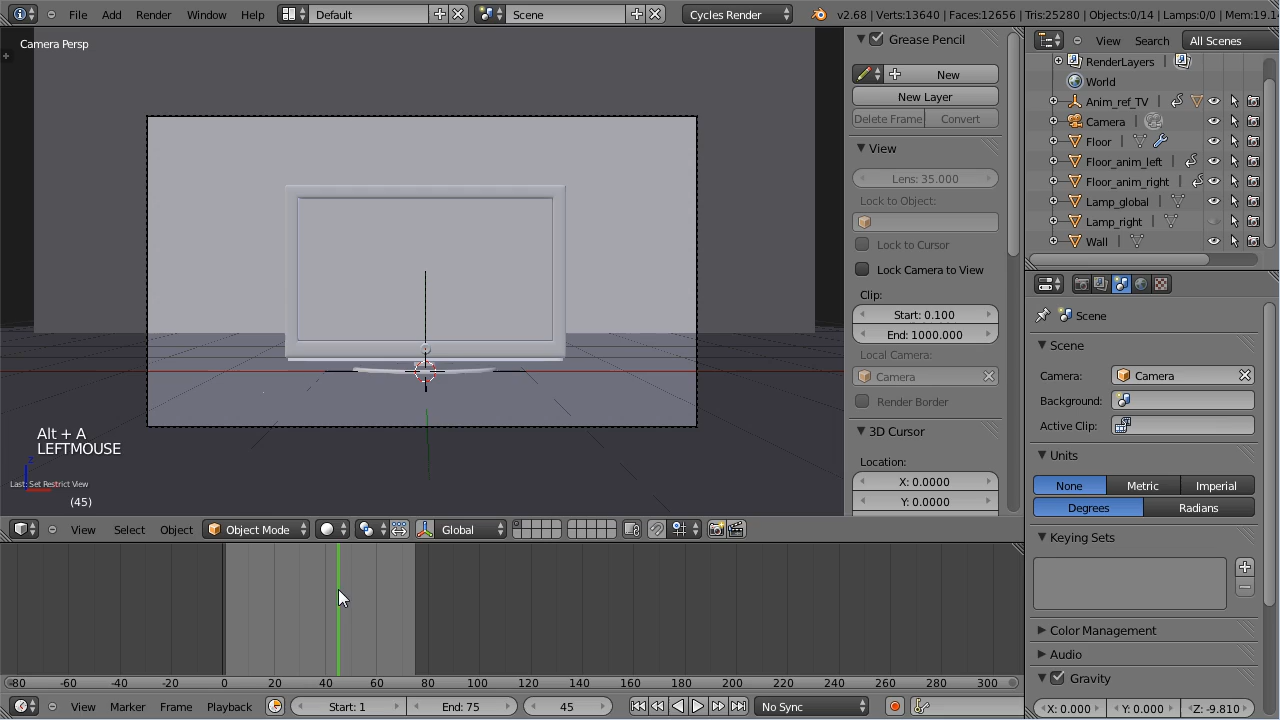 File Add Render Window Help Default Scene Cycles Render v2.68 | Verts:13640 | Faces:12656 | Tris:25280 | Objects:0/14 | Lamps:0/0 | Mem:19.1
Camera Persp
Grease Pencil
New
New Layer
Delete Frame Convert
View
Lens: 35.000
Lock to Object:
Lock to Cursor
Lock Camera to View
Clip:
Start: 0.100
End: 1000.000
Local Camera:
Camera
Render Border
3D Cursor
Location:
X: 0.0000
Y: 0.0000
View Search All Scenes
RenderLayers |
World
Anim_ref_TV |
Camera |
Floor |
Floor_anim_left |
Floor_anim_right |
Lamp_global |
Lamp_right |
Wall |
Scene
Scene
Camera: Camera
Background:
Active Clip:
Units
None Metric Imperial
Degrees Radians
Keying Sets
Color Management
Audio
Gravity
X: 0.000 Y: 0.000 Z: -9.810
Alt + A
LEFTMOUSE
z
Last: Set Restrict View
(45)
View Select Object Object Mode Global
-80 -60 -40 -20 0 20 40 60 80 100 120 140 160 180 200 220 240 260 280 300
View Marker Frame Playback Start: 1 End: 75 45 No Sync